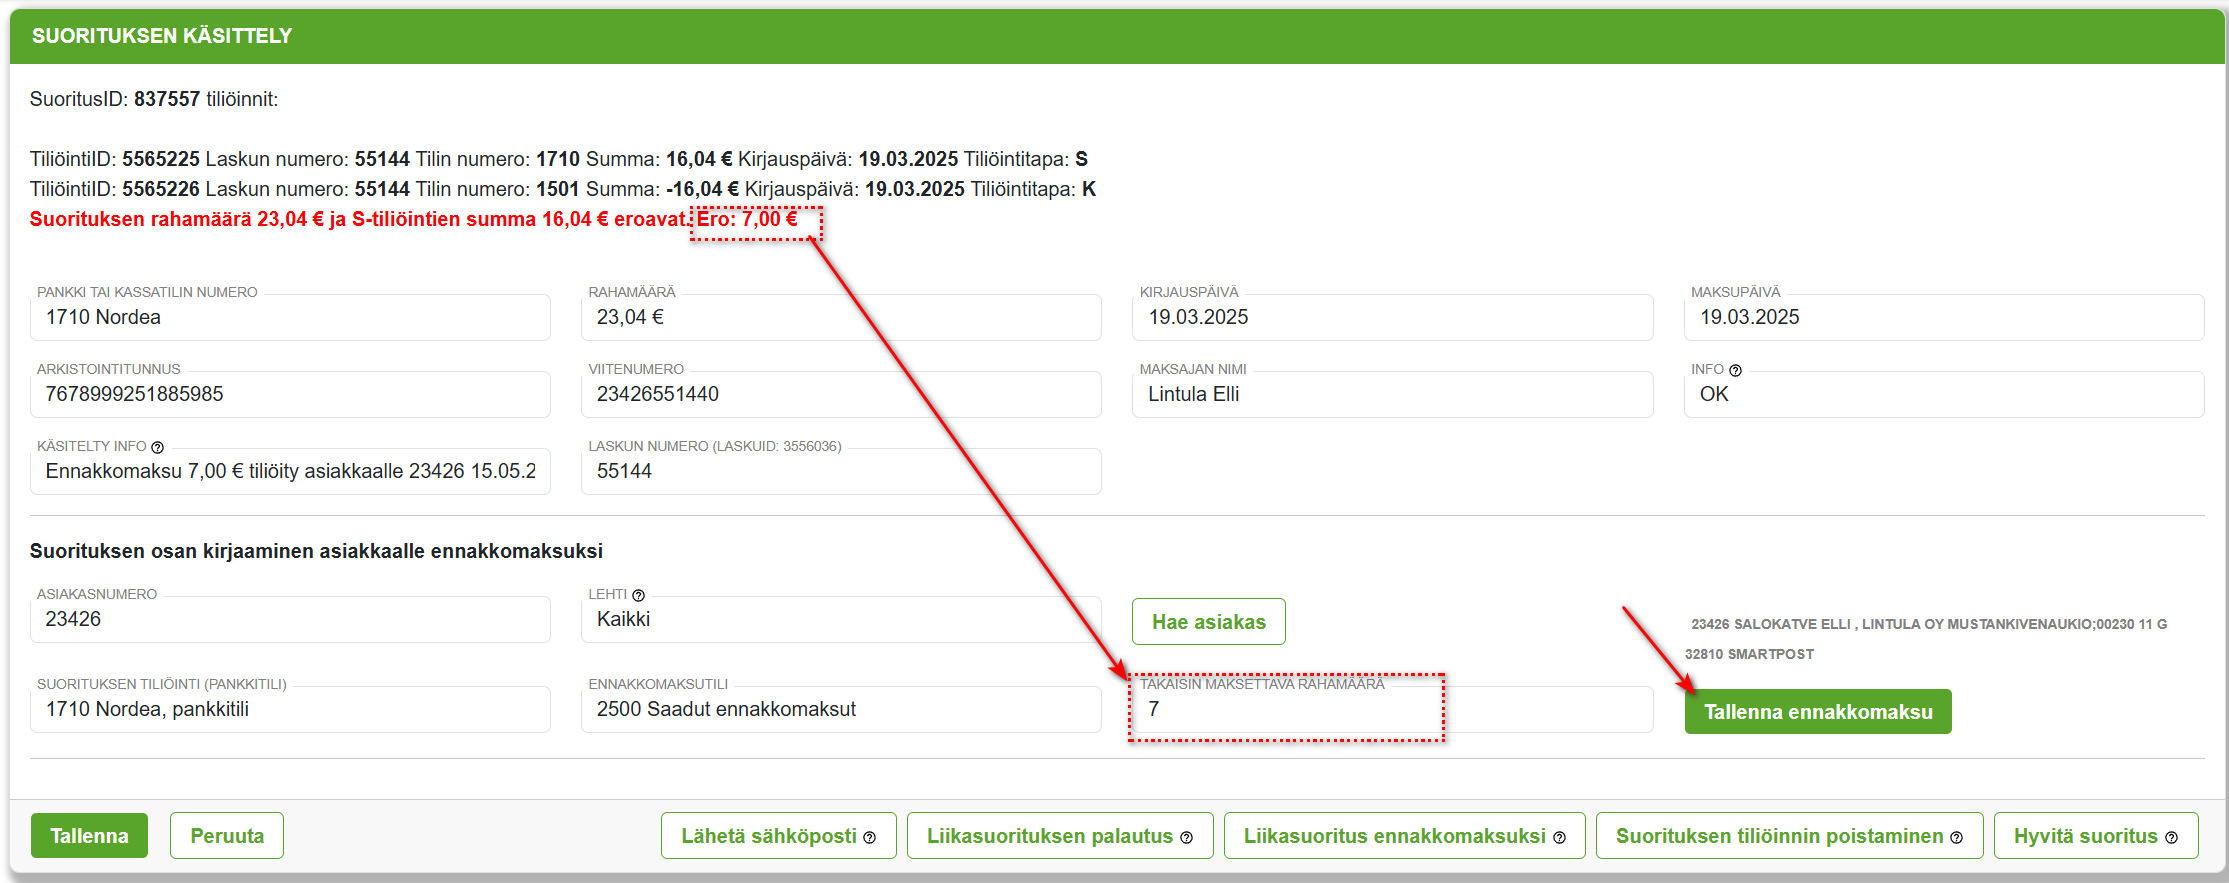 SUORITUKSEN KÄSITTELY
SuoritusID: 837557 tiliöinnit:
TiliöintiID: 5565225 Laskun numero: 55144 Tilin numero: 1710 Summa: 16,04 € Kirjauspäivä: 19.03.2025 Tiliöintitapa: S
TiliöintiID: 5565226 Laskun numero: 55144 Tilin numero: 1501 Summa: -16,04 € Kirjauspäivä: 19.03.2025 Tiliöintitapa: K
Suorituksen rahamäärä 23,04 € ja S-tiliöintien summa 16,04 € eroavat. Ero: 7,00 €
PANKKI TAI KASSATILIN NUMERO RAHAMÄÄRÄ KIRJAUSPÄIVÄ MAKSUPÄIVÄ
1710 Nordea 23,04 € 19.03.2025 19.03.2025
ARKISTOINTITUNNUS VIITENUMERO MAKSAJAN NIMI INFO
7678999251885985 23426551440 Lintula Elli OK
KÄSITELTY INFO LASKUN NUMERO (LASKUID: 3556036)
Ennakkomaksu 7,00 € tiliöity asiakkaalle 23426 15.05.2 55144
Suorituksen osan kirjaaminen asiakkaalle ennakkomaksuksi
ASIAKASNUMERO LEHTI
23426 Kaikki Hae asiakas 23426 SALOKATVE ELLI , LINTULA OY MUSTANKIVENAUKIO;00230 11 G
32810 SMARTPOST
SUORITUKSEN TILIÖINTI (PANKKITILI) ENNAKKOMAKSUTILI TAKAISIN MAKSETTAVA RAHAMÄÄRÄ
1710 Nordea, pankkitili 2500 Saadut ennakkomaksut 7 Tallenna ennakkomaksu
Tallenna Peruuta Lähetä sähköposti Liikasuorituksen palautus Liikasuoritus ennakkomaksuksi Suorituksen tiliöinnin poistaminen Hyvitä suoritus